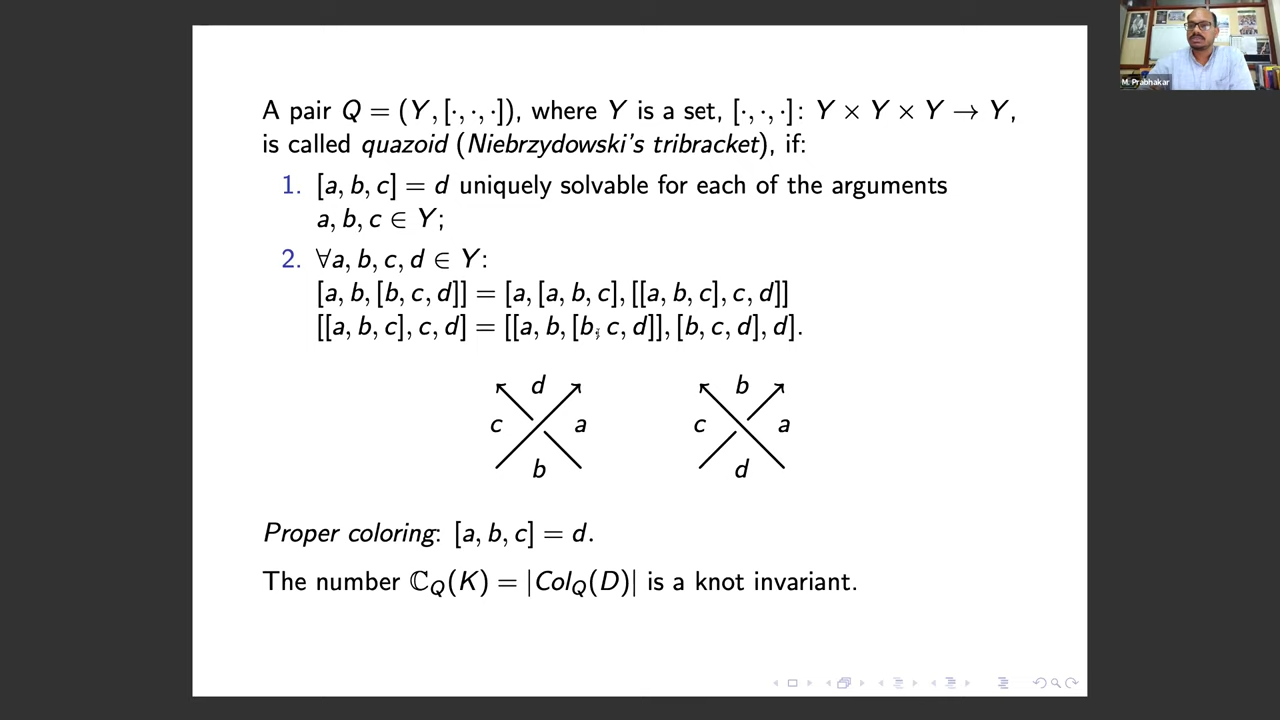 A pair Q = (Y, [·, ·, ·]), where Y is a set, [·, ·, ·]: Y × Y × Y → Y,
is called quazoid (Niebrzydowski's tribracket), if:
1. [a, b, c] = d uniquely solvable for each of the arguments
a, b, c ∈ Y;
2. ∀a, b, c, d ∈ Y:
[a, b, [b, c, d]] = [a, [a, b, c], [[a, b, c], c, d]]
[[a, b, c], c, d] = [[a, b, [b, c, d]], [b, c, d], d].
d b
c a c a
b d
Proper coloring: [a, b, c] = d.
The number ℂ_Q(K) = |Col_Q(D)| is a knot invariant.
M. Prabhakar